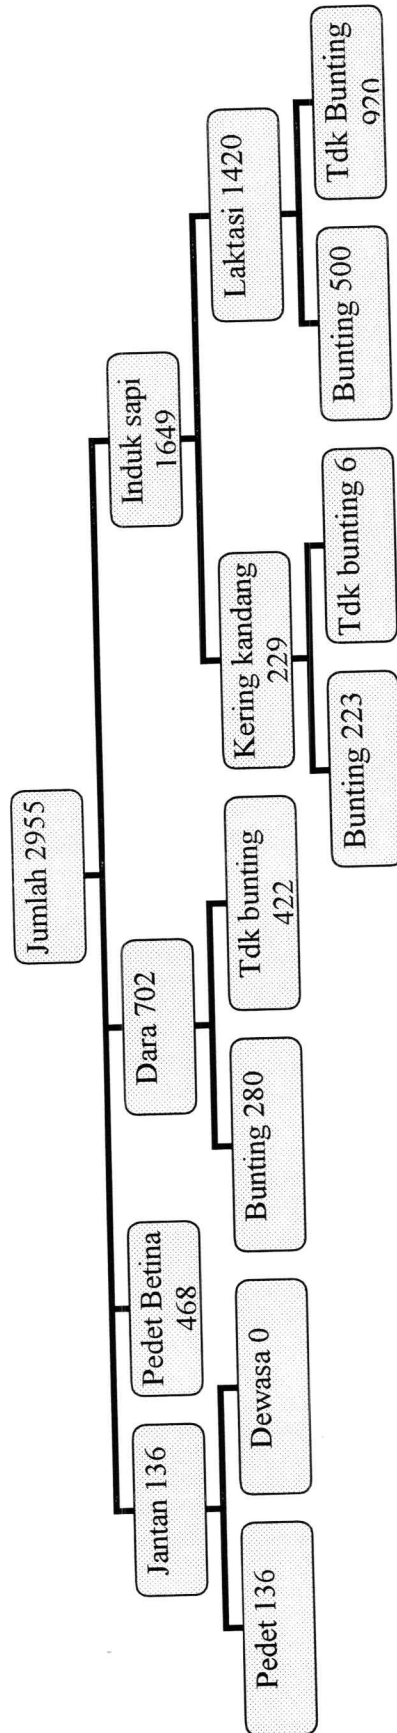 Jumlah 2955
Jantan 136
Pedet Betina
468
Dara 702
Induk sapi
1649
Pedet 136
Dewasa 0
Bunting 280
Tdk bunting
422
Kering kandang
229
Laktasi 1420
Bunting 223
Tdk bunting 6
Bunting 500
Tdk Bunting
920